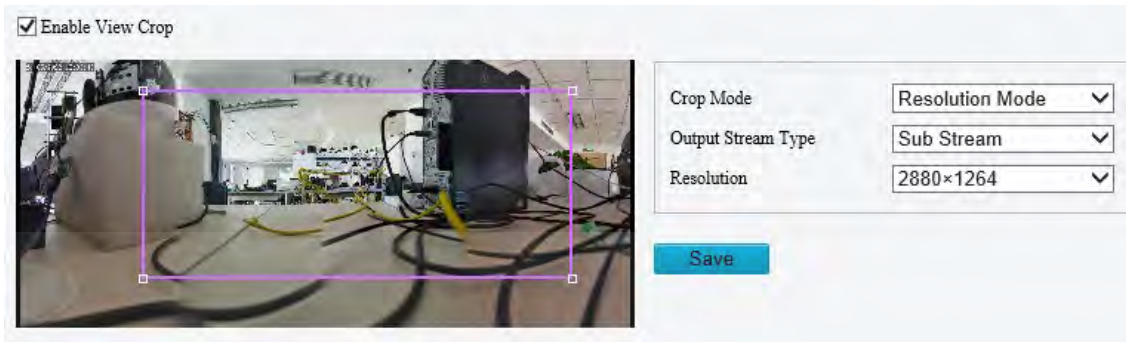 Enable View Crop
Crop Mode
Resolution Mode
Output Stream Type
Sub Stream
Resolution
2880×1264
Save